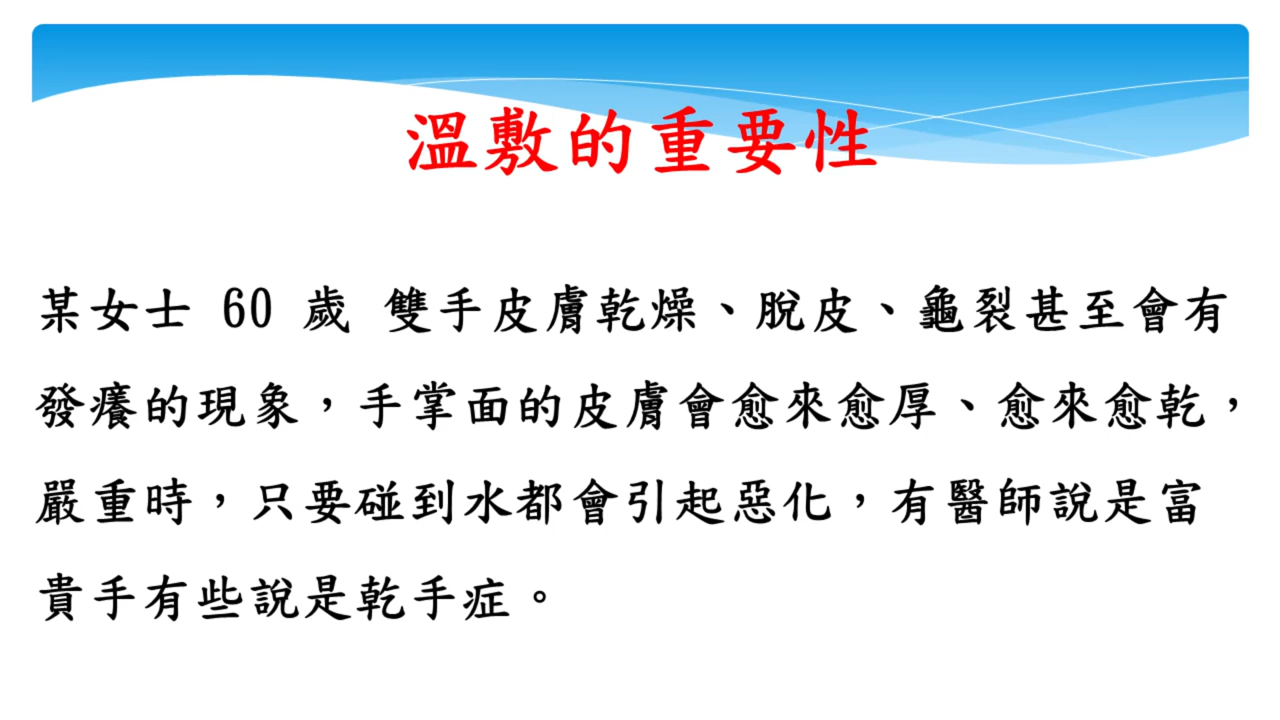 溫敷的重要性
某女士 60 歲 雙手皮膚乾燥、脫皮、龜裂甚至會有
發癢的現象，手掌面的皮膚會愈來愈厚、愈來愈乾，
嚴重時，只要碰到水都會引起惡化，有醫師說是富
貴手有些說是乾手症。